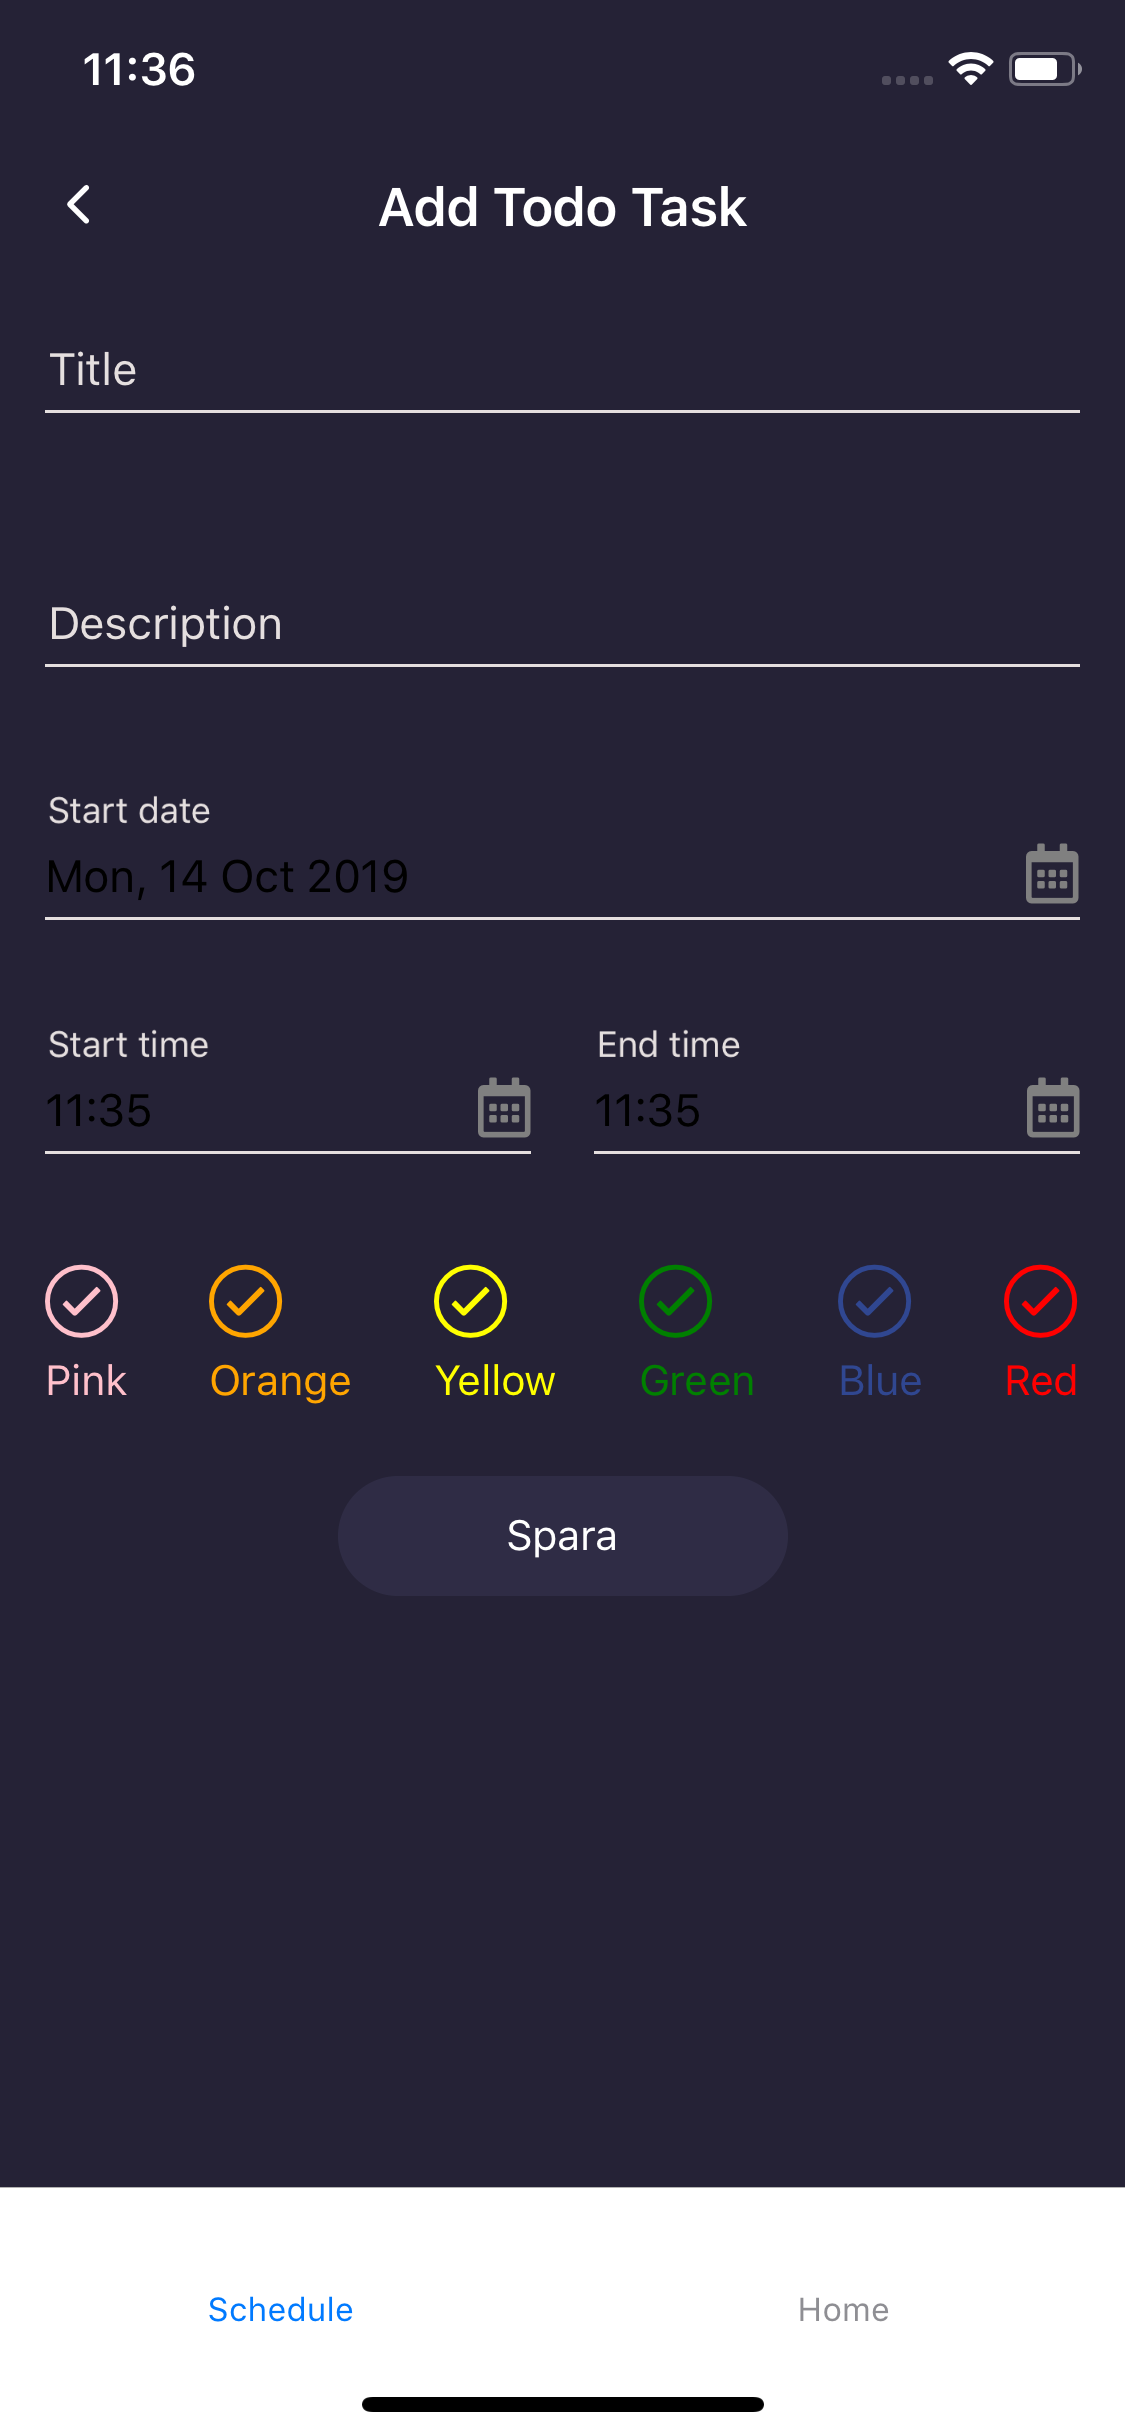 11:36
Add Todo Task
Title
Description
Start date
Mon, 14 Oct 2019
Start time End time
11:35 11:35
Pink Orange Yellow Green Blue Red
Spara
Schedule Home